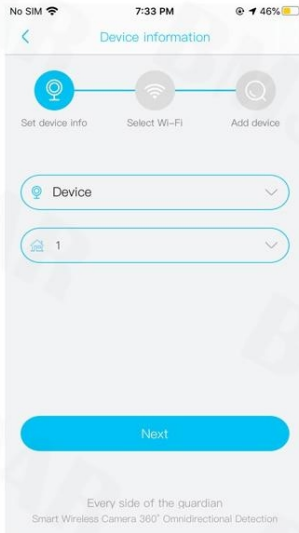 No SIM 7:33 PM 46%
Device information
Set device info Select Wi-Fi Add device
Device
1
Next
Every side of the guardian
Smart Wireless Camera 360° Omnidirectional Detection